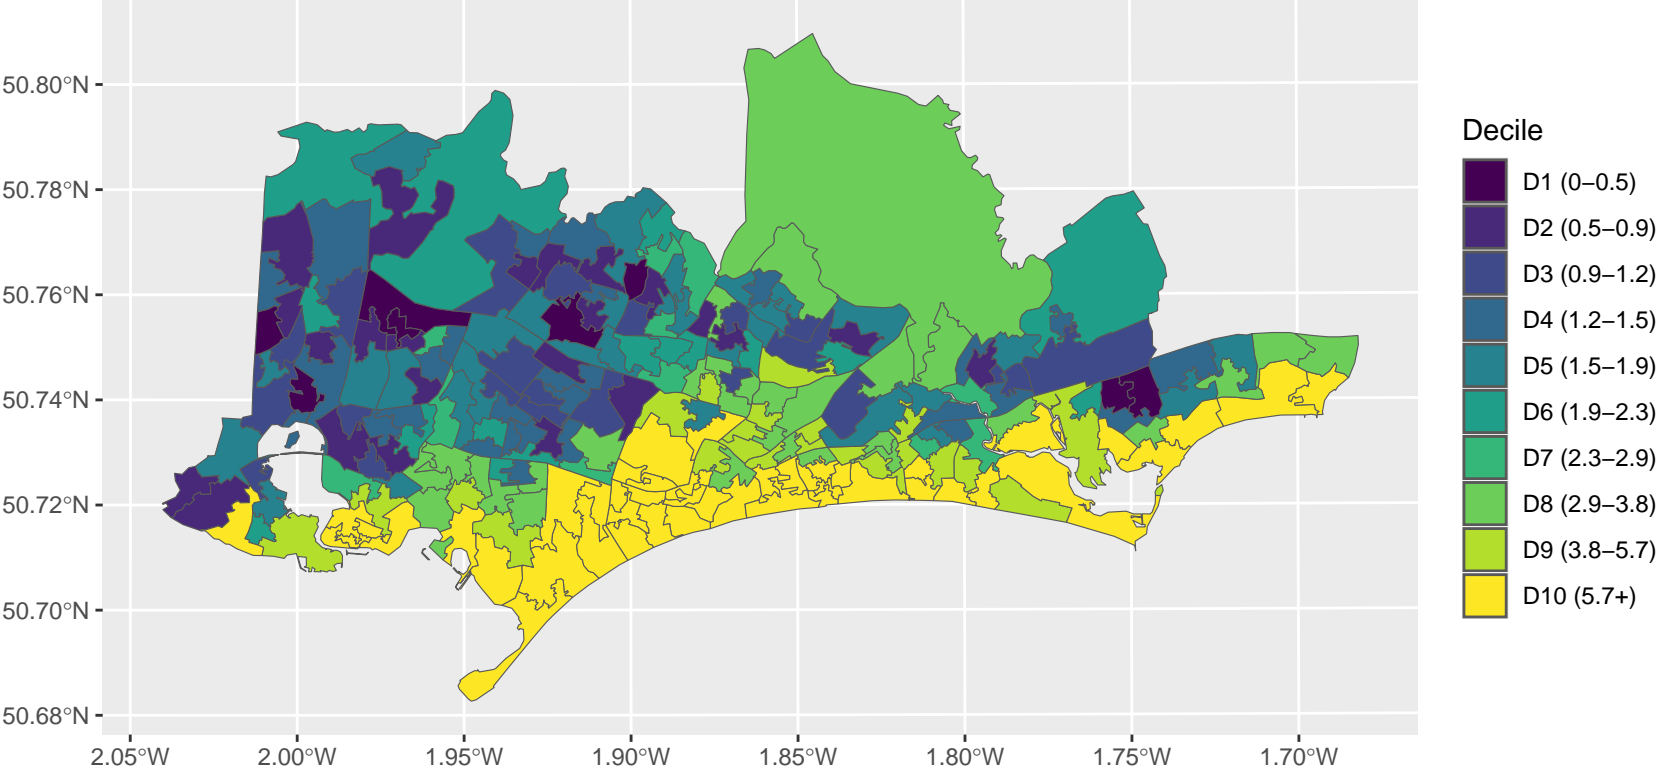 50.80°N
50.78°N
50.76°N
50.74°N
50.72°N
50.70°N
50.68°N
2.05°W 2.00°W 1.95°W 1.90°W 1.85°W 1.80°W 1.75°W 1.70°W
Decile
D1 (0–0.5)
D2 (0.5–0.9)
D3 (0.9–1.2)
D4 (1.2–1.5)
D5 (1.5–1.9)
D6 (1.9–2.3)
D7 (2.3–2.9)
D8 (2.9–3.8)
D9 (3.8–5.7)
D10 (5.7+)